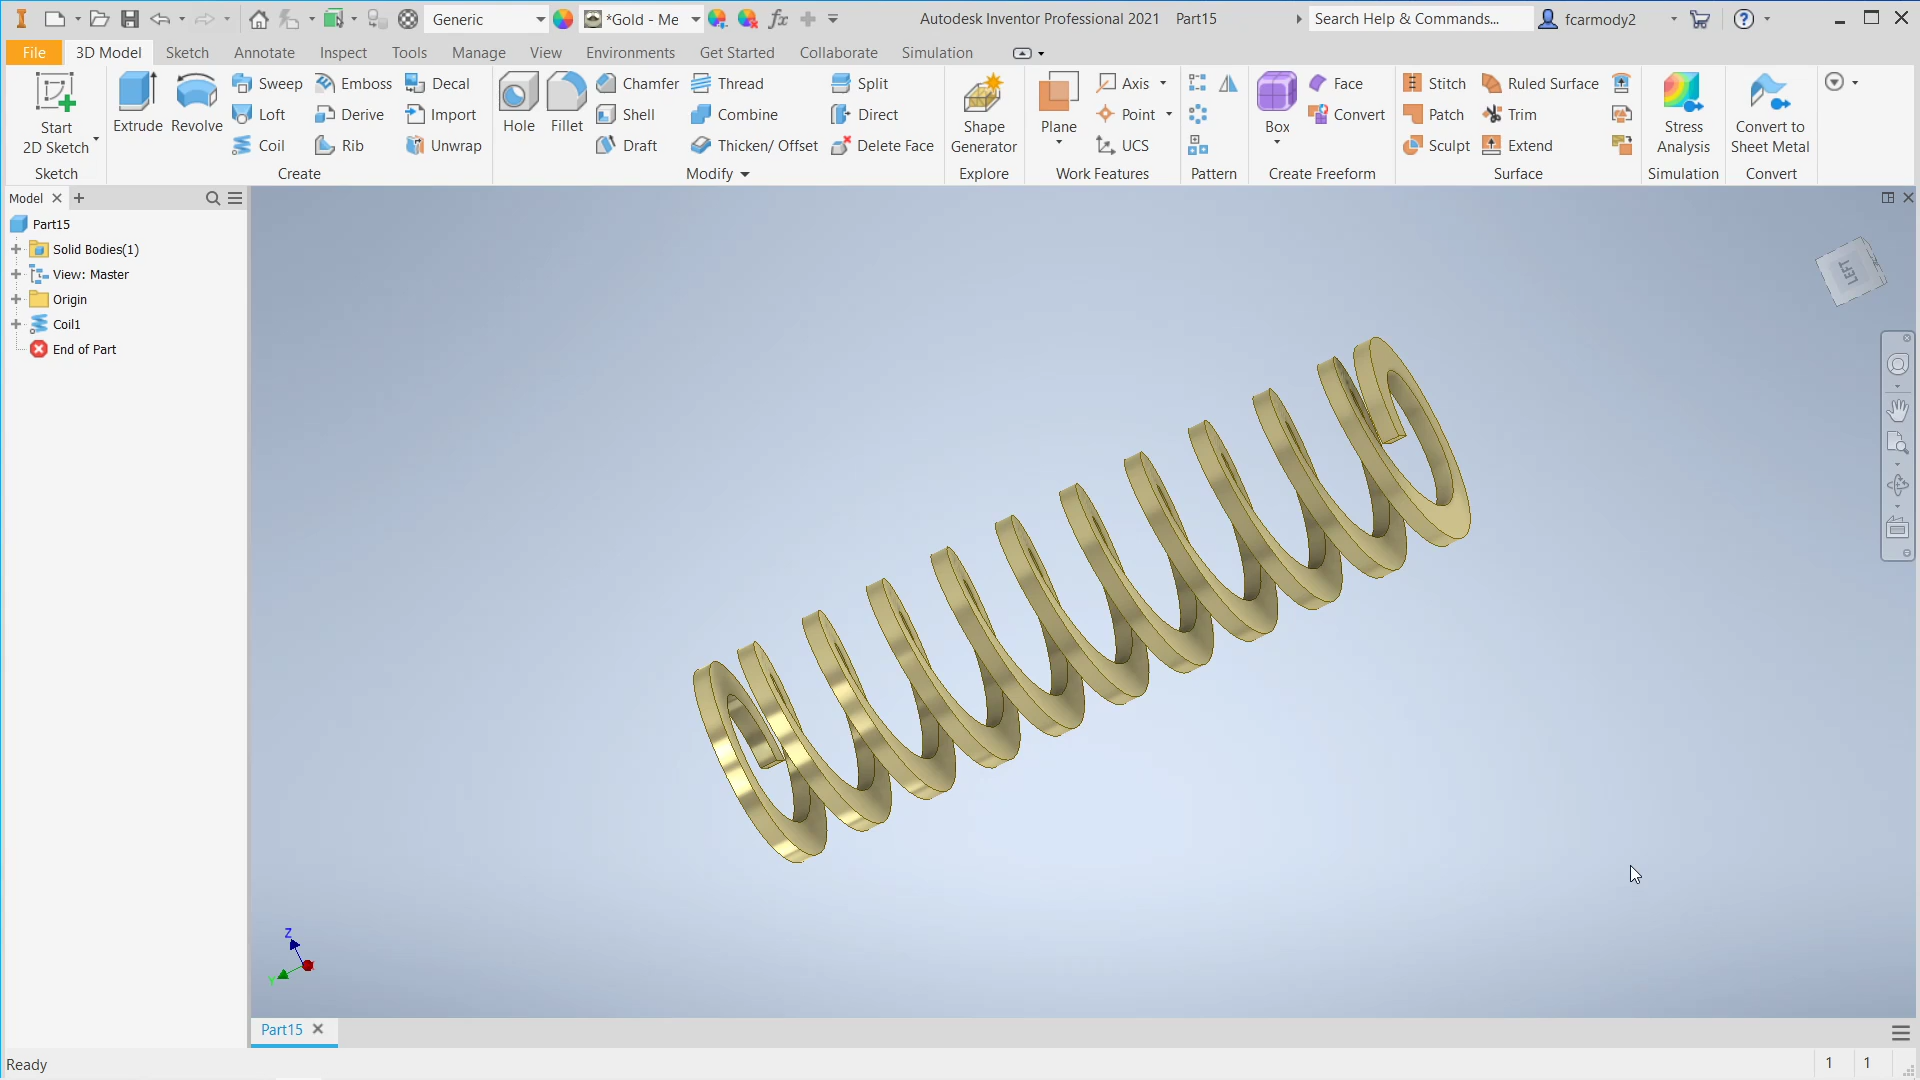 Generic
*Gold - Me
fx
Autodesk Inventor Professional 2021 Part15
Search Help & Commands...
fcarmody2
File 3D Model Sketch Annotate Inspect Tools Manage View Environments Get Started Collaborate Simulation
Start
2D Sketch
Sketch
Extrude
Revolve
Sweep
Loft
Coil
Emboss
Derive
Rib
Decal
Import
Unwrap
Create
Hole
Fillet
Chamfer
Shell
Draft
Thread
Combine
Thicken/ Offset
Split
Direct
Delete Face
Modify
Shape
Generator
Explore
Plane
Axis
Point
UCS
Work Features
Pattern
Box
Face
Convert
Create Freeform
Stitch
Patch
Sculpt
Ruled Surface
Trim
Extend
Surface
Stress
Analysis
Simulation
Convert to
Sheet Metal
Convert
Model
Part15
Solid Bodies(1)
View: Master
Origin
Coil1
End of Part
LEFT
Z
Y
Part15
Ready
1 1